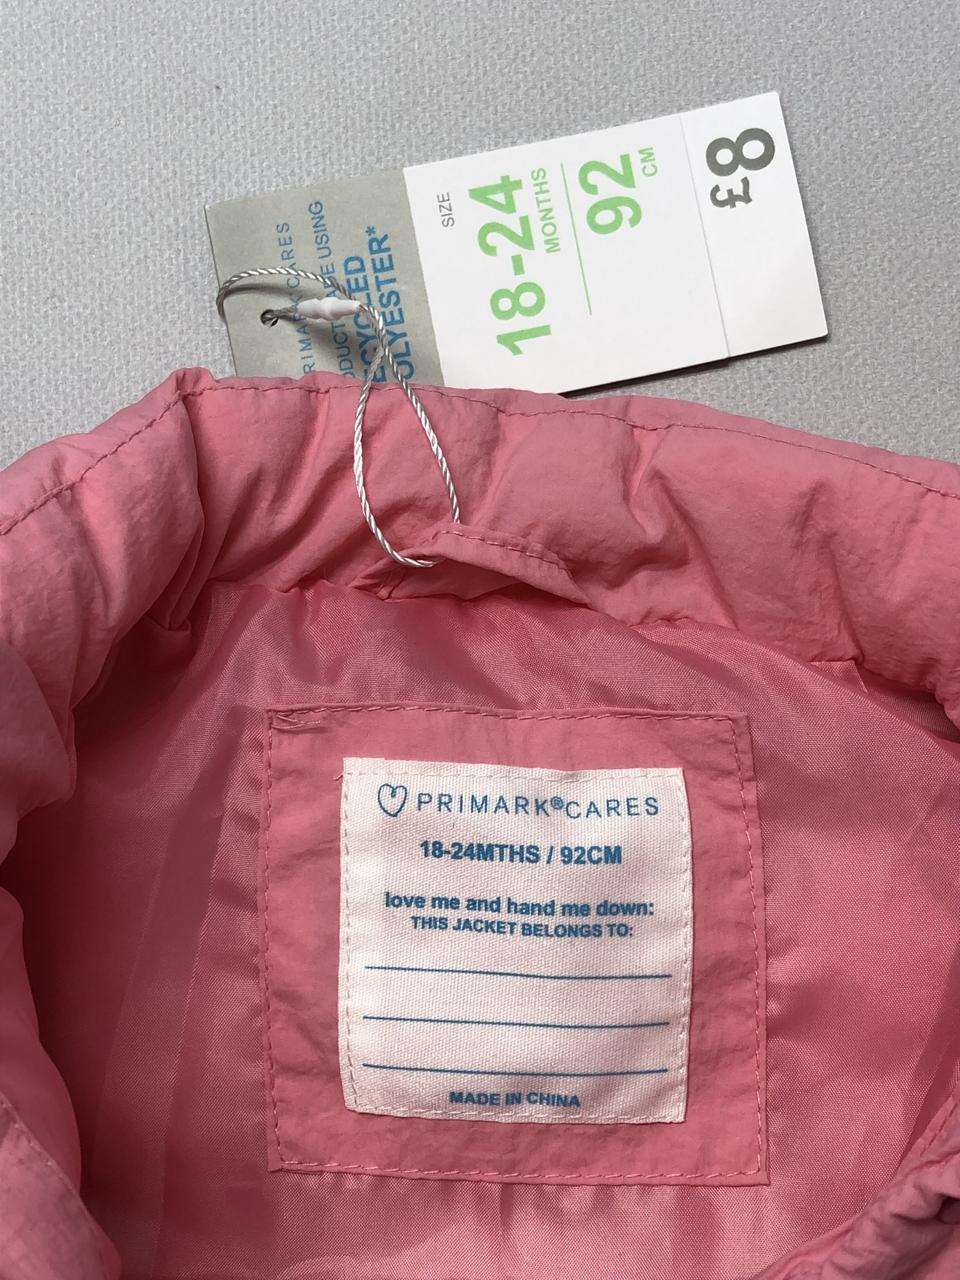 PRIMARK CARES
USING
POLYESTER*
SIZE
18-24
MONTHS
92
CM
£8
PRIMARK®CARES
18-24MTHS / 92CM
love me and hand me down:
THIS JACKET BELONGS TO:
MADE IN CHINA